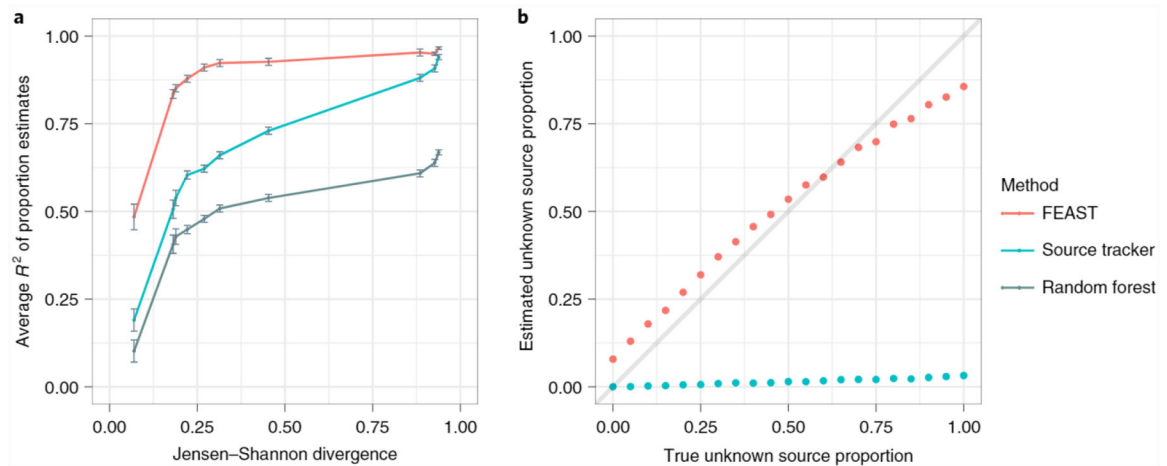 a
b
1.00
0.75
0.50
0.25
0.00
Average R² of proportion estimates
0.00 0.25 0.50 0.75 1.00
Jensen–Shannon divergence
1.00
0.75
0.50
0.25
0.00
Estimated unknown source proportion
0.00 0.25 0.50 0.75 1.00
True unknown source proportion
Method
FEAST
Source tracker
Random forest